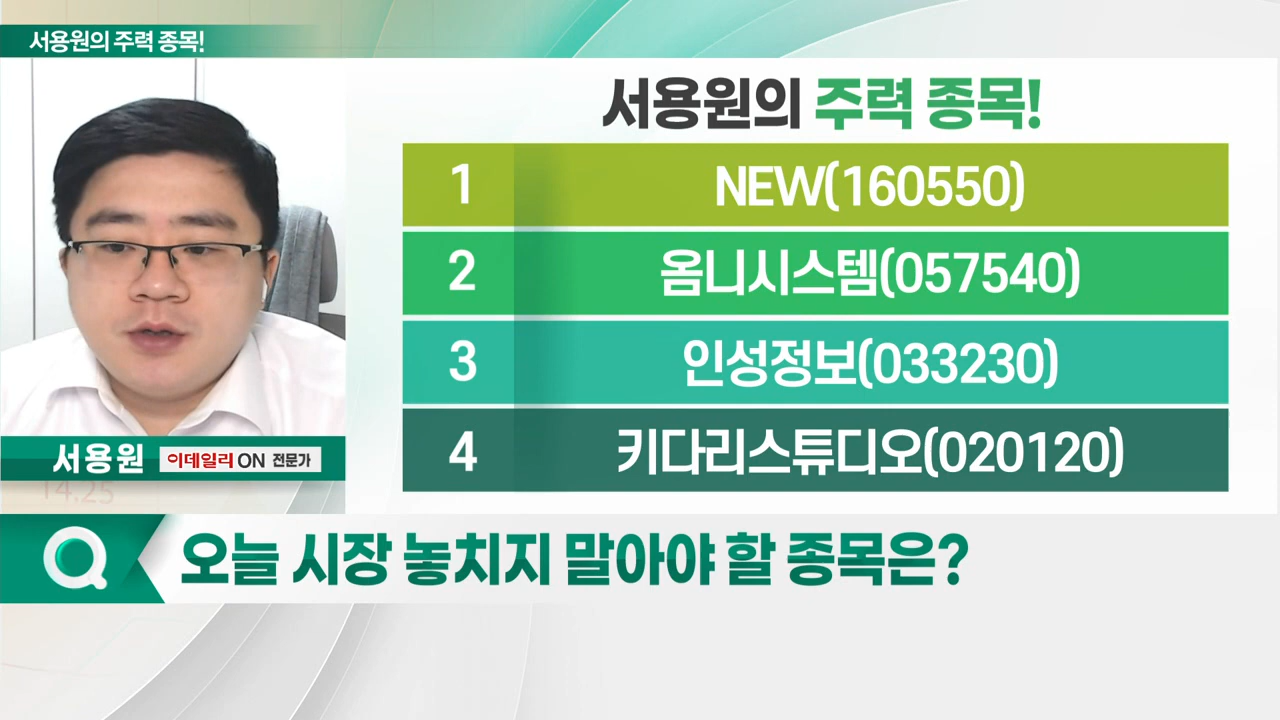 서용원의 주력 종목!
서용원의 주력 종목!
1 NEW(160550)
2 옴니시스템(057540)
3 인성정보(033230)
4 키다리스튜디오(020120)
서용원 이데일리 ON 전문가
14.25
Q 오늘 시장 놓치지 말아야 할 종목은?